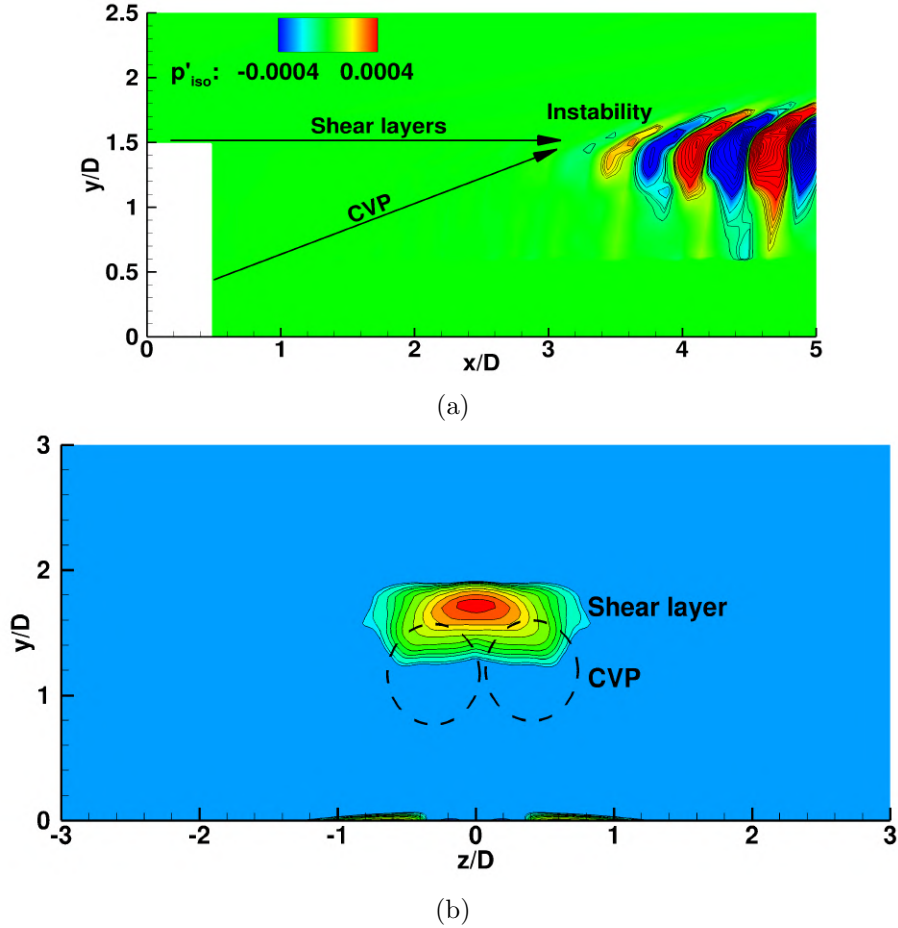 2.5
2
1.5
1
0.5
0
y/D
p'iso: -0.0004 0.0004
Instability
Shear layers
CVP
0 1 2 3 4 5
x/D
(a)
3
2
1
0
y/D
Shear layer
CVP
-3 -2 -1 0 1 2 3
z/D
(b)